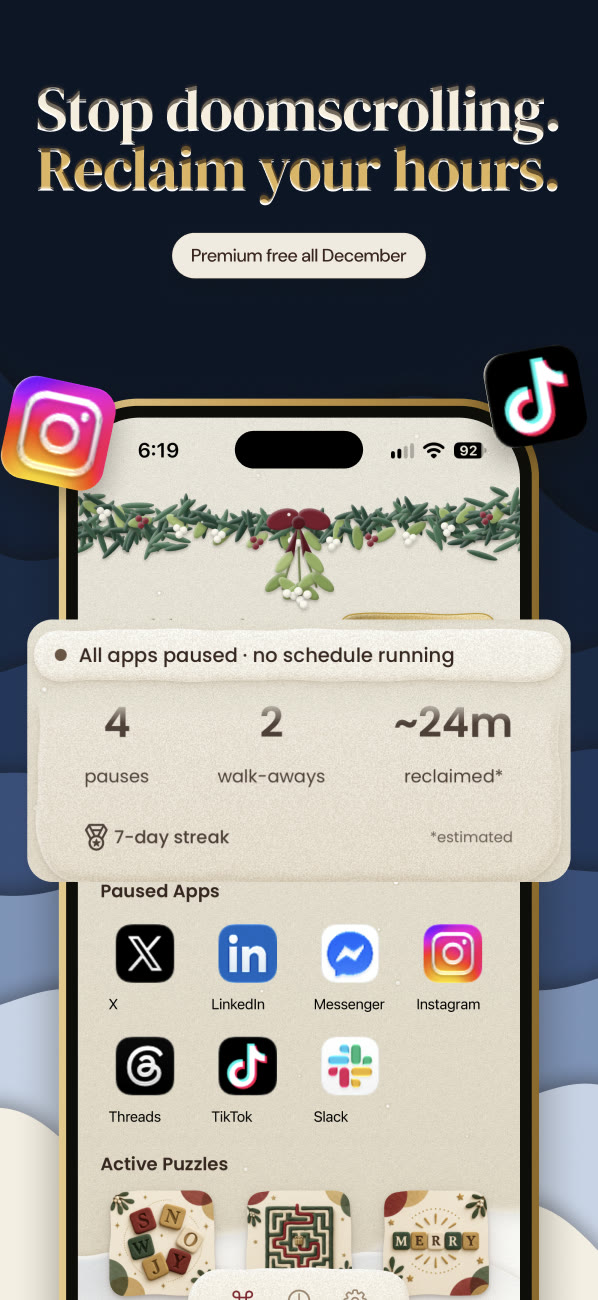 Stop doomscrolling.
Reclaim your hours.
Premium free all December
6:19
92
All apps paused · no schedule running
4
2
~24m
pauses
walk-aways
reclaimed*
7-day streak
*estimated
Paused Apps
X
LinkedIn
Messenger
Instagram
Threads
TikTok
Slack
Active Puzzles
S N O W J Y
MERRY